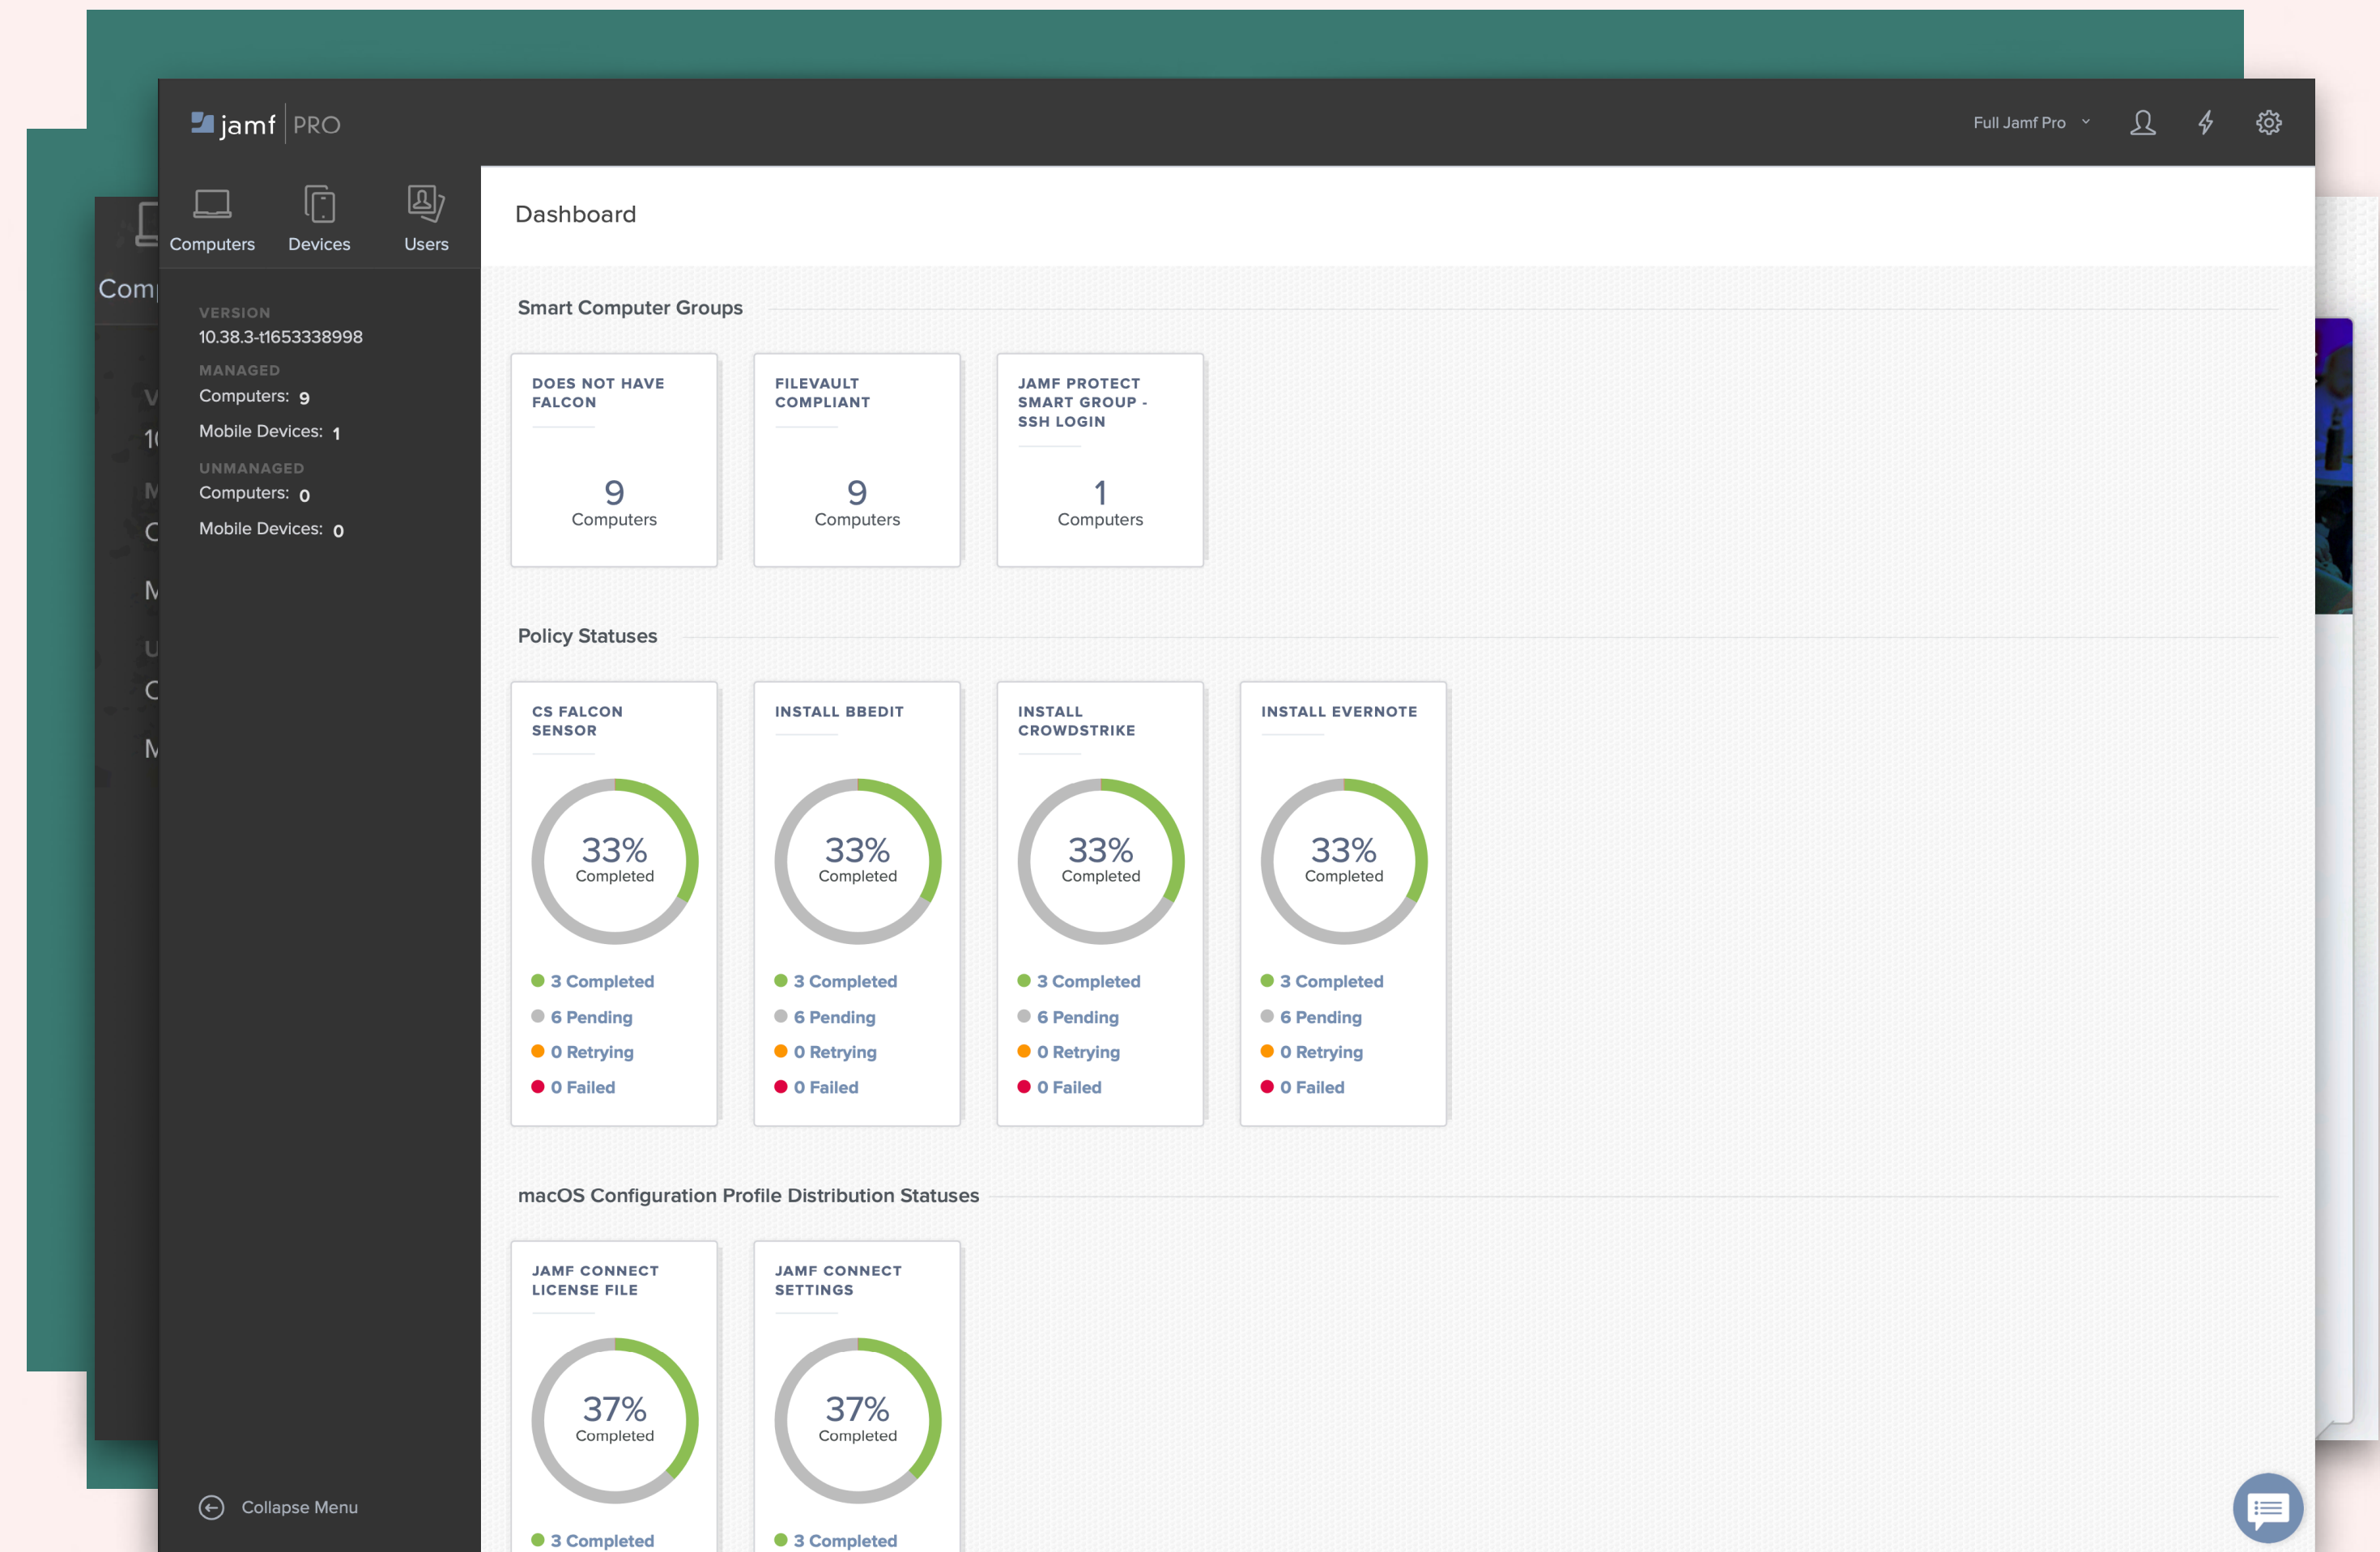 jamf PRO
Full Jamf Pro
Computers Devices Users
VERSION
10.38.3-t1653338998
MANAGED
Computers: 9
Mobile Devices: 1
UNMANAGED
Computers: 0
Mobile Devices: 0
Collapse Menu
Dashboard
Smart Computer Groups
DOES NOT HAVE
FALCON
9
Computers
FILEVAULT
COMPLIANT
9
Computers
JAMF PROTECT
SMART GROUP -
SSH LOGIN
1
Computers
Policy Statuses
CS FALCON
SENSOR
33%
Completed
3 Completed
6 Pending
0 Retrying
0 Failed
INSTALL BBEDIT
33%
Completed
3 Completed
6 Pending
0 Retrying
0 Failed
INSTALL
CROWDSTRIKE
33%
Completed
3 Completed
6 Pending
0 Retrying
0 Failed
INSTALL EVERNOTE
33%
Completed
3 Completed
6 Pending
0 Retrying
0 Failed
macOS Configuration Profile Distribution Statuses
JAMF CONNECT
LICENSE FILE
37%
Completed
3 Completed
JAMF CONNECT
SETTINGS
37%
Completed
3 Completed